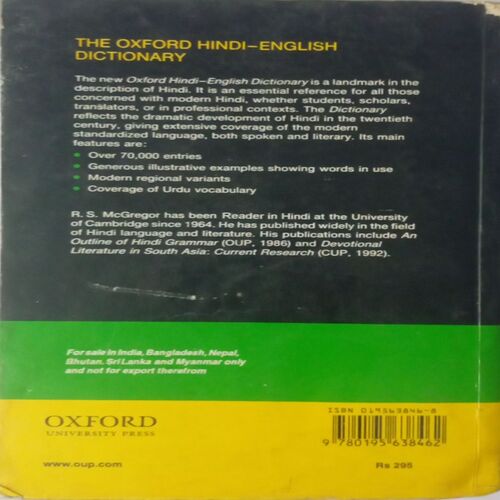 THE OXFORD HINDI–ENGLISH
DICTIONARY
The new Oxford Hindi–English Dictionary is a landmark in the
description of Hindi. It is an essential reference for all those
concerned with modern Hindi, whether students, scholars,
translators, or in professional contexts. The Dictionary
reflects the dramatic development of Hindi in the twentieth
century, giving extensive coverage of the modern
standardized language, both spoken and literary. Its main
features are:
• Over 70,000 entries
• Generous illustrative examples showing words in use
• Modern regional variants
• Coverage of Urdu vocabulary
R. S. McGregor has been Reader in Hindi at the University
of Cambridge since 1964. He has published widely in the field
of Hindi language and literature. His publications include An
Outline of Hindi Grammar (OUP, 1986) and Devotional
Literature in South Asia: Current Research (CUP, 1992).
For sale in India, Bangladesh, Nepal,
Bhutan, Sri Lanka and Myanmar only
and not for export therefrom
OXFORD
UNIVERSITY PRESS
www.oup.com
ISBN 019563846-8
9 780195 638462
Rs 295